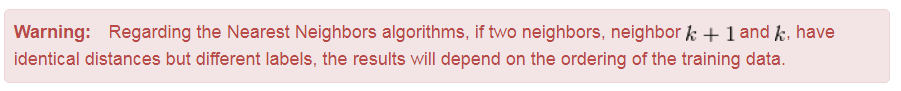 Warning: Regarding the Nearest Neighbors algorithms, if two neighbors, neighbor k + 1 and k, have
identical distances but different labels, the results will depend on the ordering of the training data.